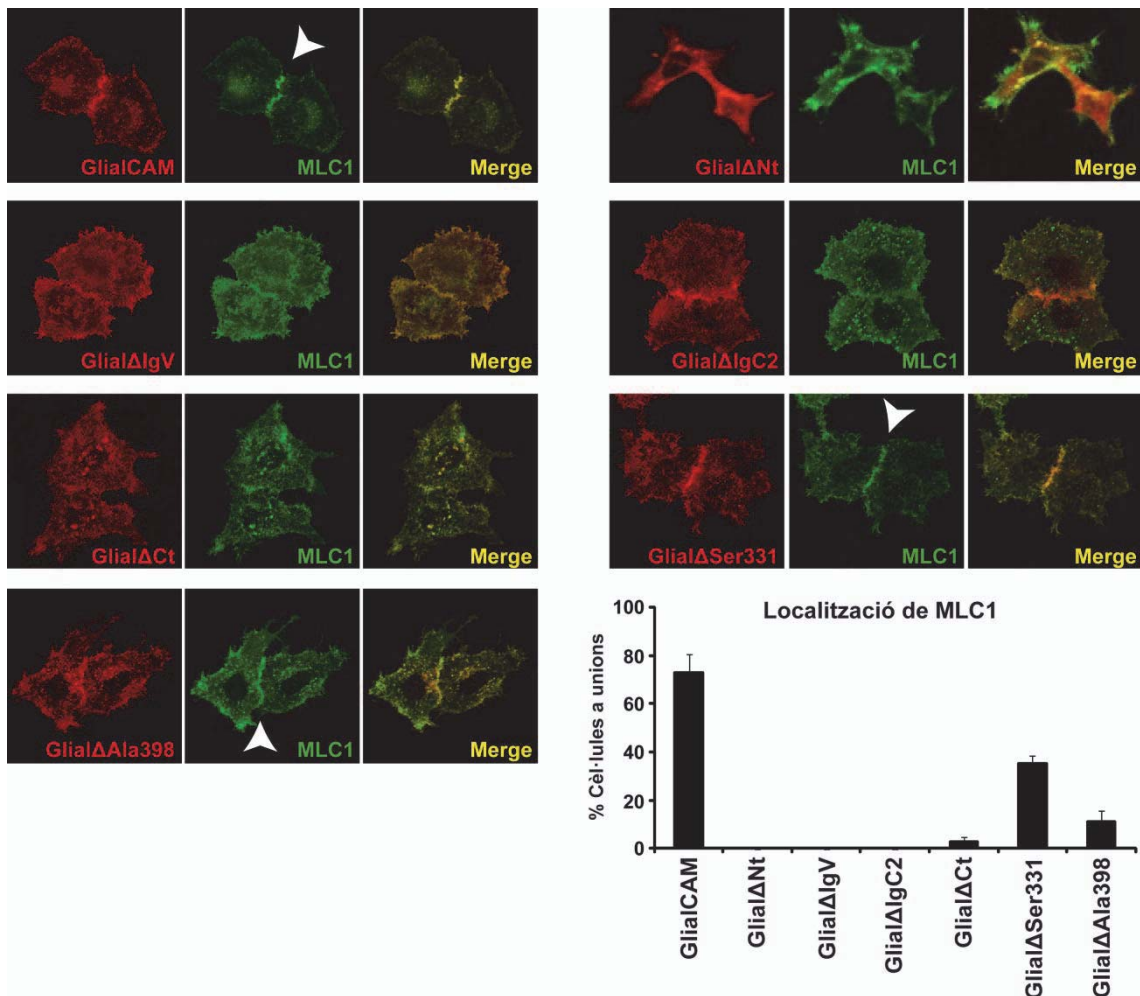 GlialCAM MLC1 Merge
GlialΔNt MLC1 Merge
GlialΔIgV MLC1 Merge
GlialΔIgC2 MLC1 Merge
GlialΔCt MLC1 Merge
GlialΔSer331 MLC1 Merge
GlialΔAla398 MLC1 Merge
Localització de MLC1
% Cèl·lules a unions
100
80
60
40
20
0
GlialCAM
GlialΔNt
GlialΔIgV
GlialΔIgC2
GlialΔCt
GlialΔSer331
GlialΔAla398